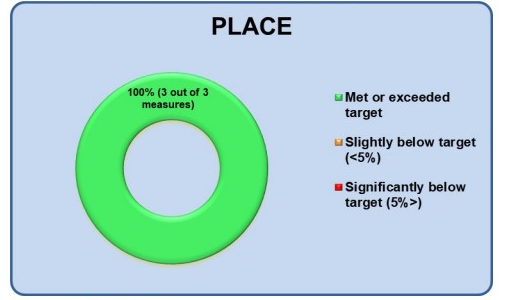 PLACE
100% (3 out of 3
measures)
Met or exceeded
target
Slightly below target
(<5%)
Significantly below
target (5%>)